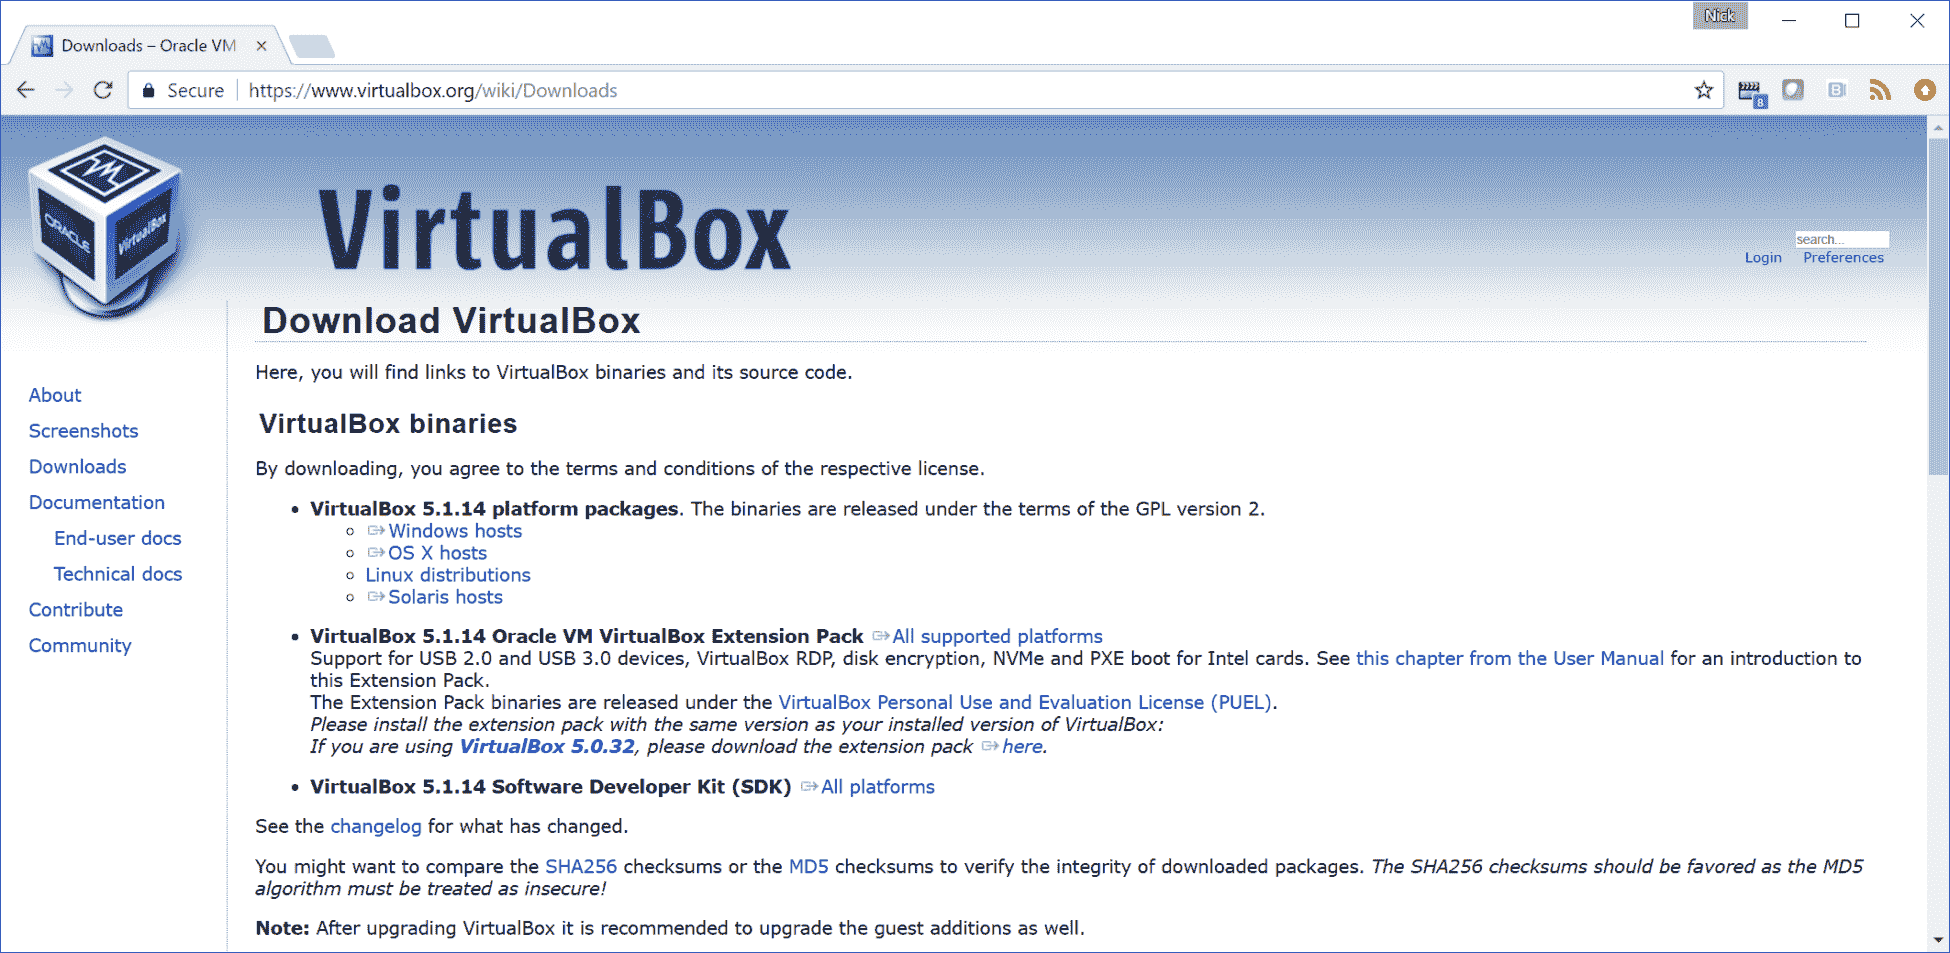 Nick
Downloads – Oracle VM
Secure https://www.virtualbox.org/wiki/Downloads
8
B
ORACLE
VirtualBox
VirtualBox
search...
Login Preferences
Download VirtualBox
Here, you will find links to VirtualBox binaries and its source code.
About
Screenshots
Downloads
Documentation
End-user docs
Technical docs
Contribute
Community
VirtualBox binaries
By downloading, you agree to the terms and conditions of the respective license.
VirtualBox 5.1.14 platform packages. The binaries are released under the terms of the GPL version 2.
Windows hosts
OS X hosts
Linux distributions
Solaris hosts
VirtualBox 5.1.14 Oracle VM VirtualBox Extension Pack All supported platforms
Support for USB 2.0 and USB 3.0 devices, VirtualBox RDP, disk encryption, NVMe and PXE boot for Intel cards. See this chapter from the User Manual for an introduction to
this Extension Pack.
The Extension Pack binaries are released under the VirtualBox Personal Use and Evaluation License (PUEL).
Please install the extension pack with the same version as your installed version of VirtualBox:
If you are using VirtualBox 5.0.32, please download the extension pack here.
VirtualBox 5.1.14 Software Developer Kit (SDK) All platforms
See the changelog for what has changed.
You might want to compare the SHA256 checksums or the MD5 checksums to verify the integrity of downloaded packages. The SHA256 checksums should be favored as the MD5
algorithm must be treated as insecure!
Note: After upgrading VirtualBox it is recommended to upgrade the guest additions as well.